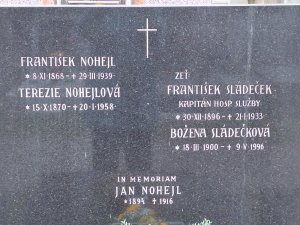 FRANTIŠEK NOHEJL
* 8·XI·1868 – + 29·III·1939·
TEREZIE NOHEJLOVÁ
* 15·X·1870 – + 20·I·1958·
ZEŤ
FRANTIŠEK SLÁDEČEK
KAPITÁN HOSP. SLUŽBY
* 30·XII·1896 – + 21·I·1933
BOŽENA SLÁDEČKOVÁ
* 18·III·1900 – + 9·V·1996
IN MEMORIAM
JAN NOHEJL
* 1894 + 1916